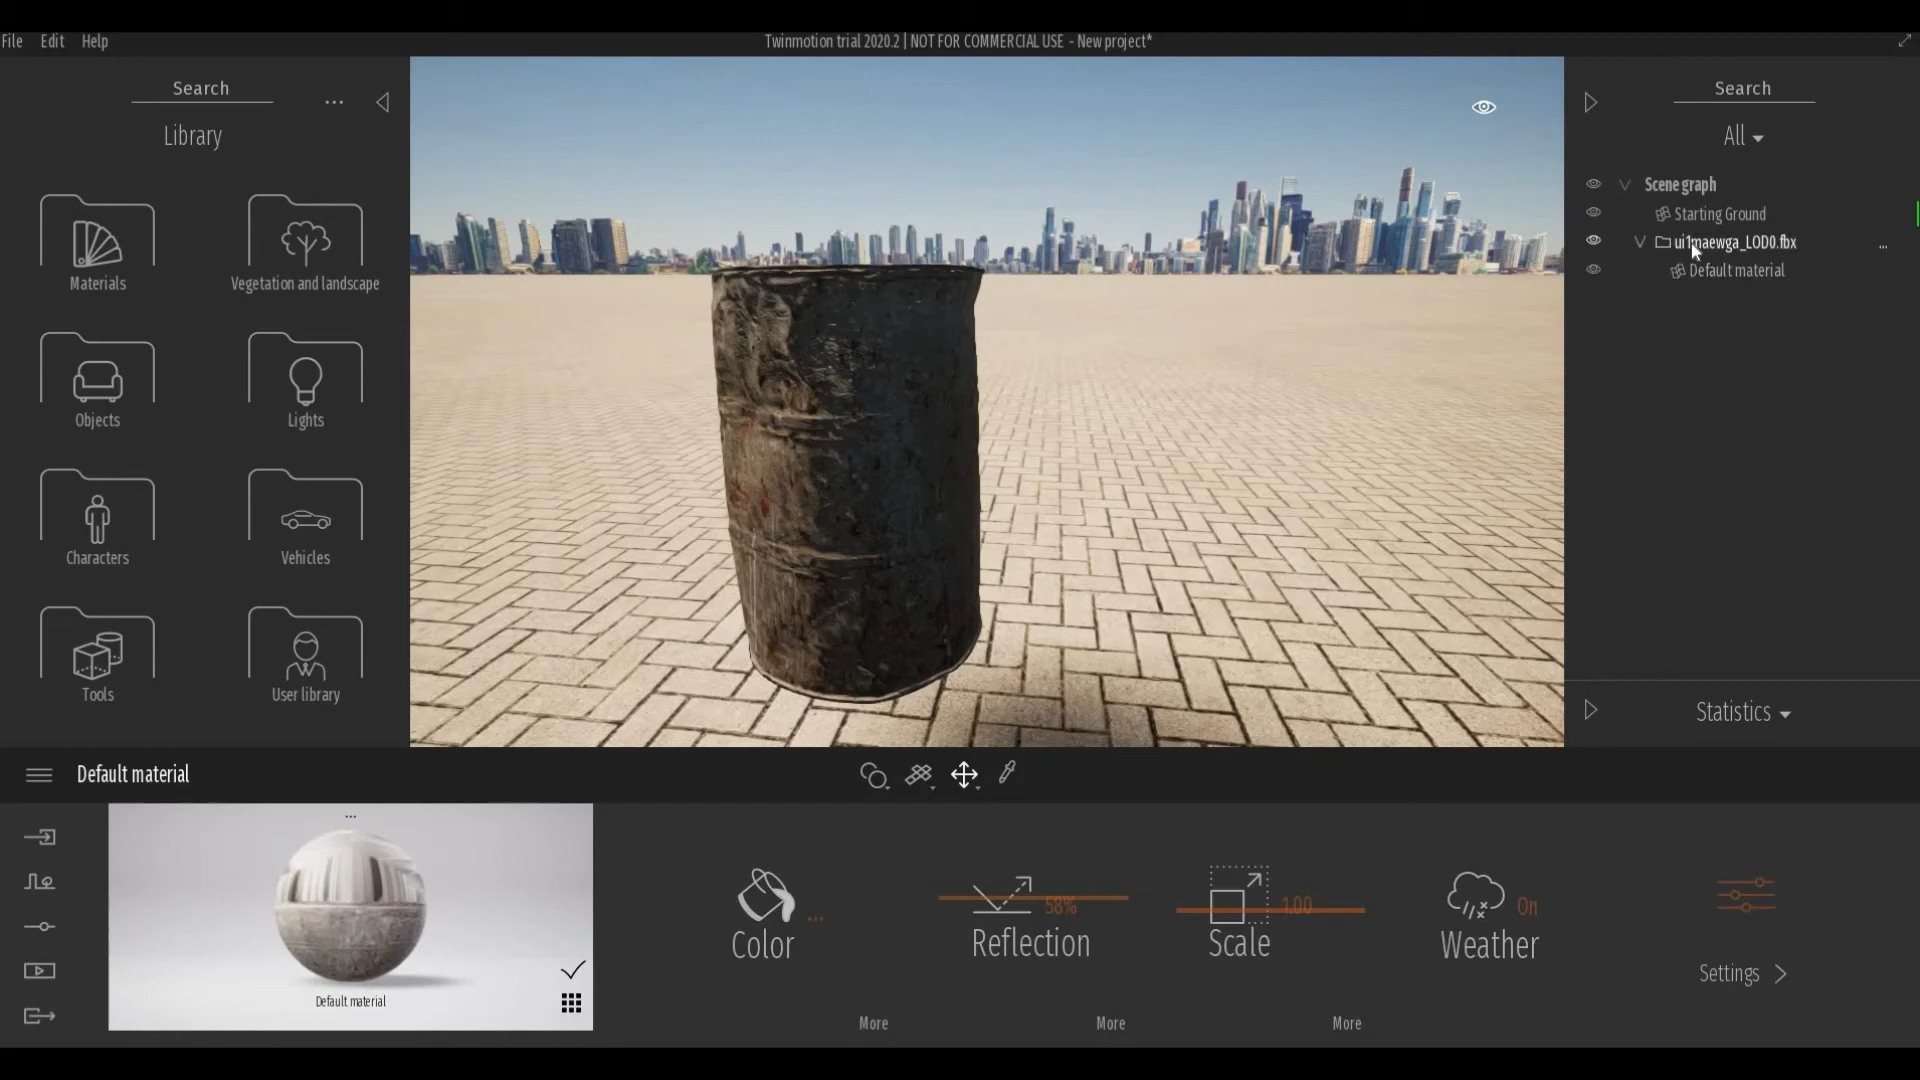 File Edit Help
Twinmotion trial 2020.2 | NOT FOR COMMERCIAL USE - New project*
Search
...
Library
Materials
Vegetation and landscape
Objects
Lights
Characters
Vehicles
Tools
User library
Search
All
Scene graph
Starting Ground
ui1maewga_LOD0.fbx ...
Default material
Statistics
Default material
...
Default material
Color ...
More
Reflection 58%
More
Scale 1.00
More
Weather On
Settings